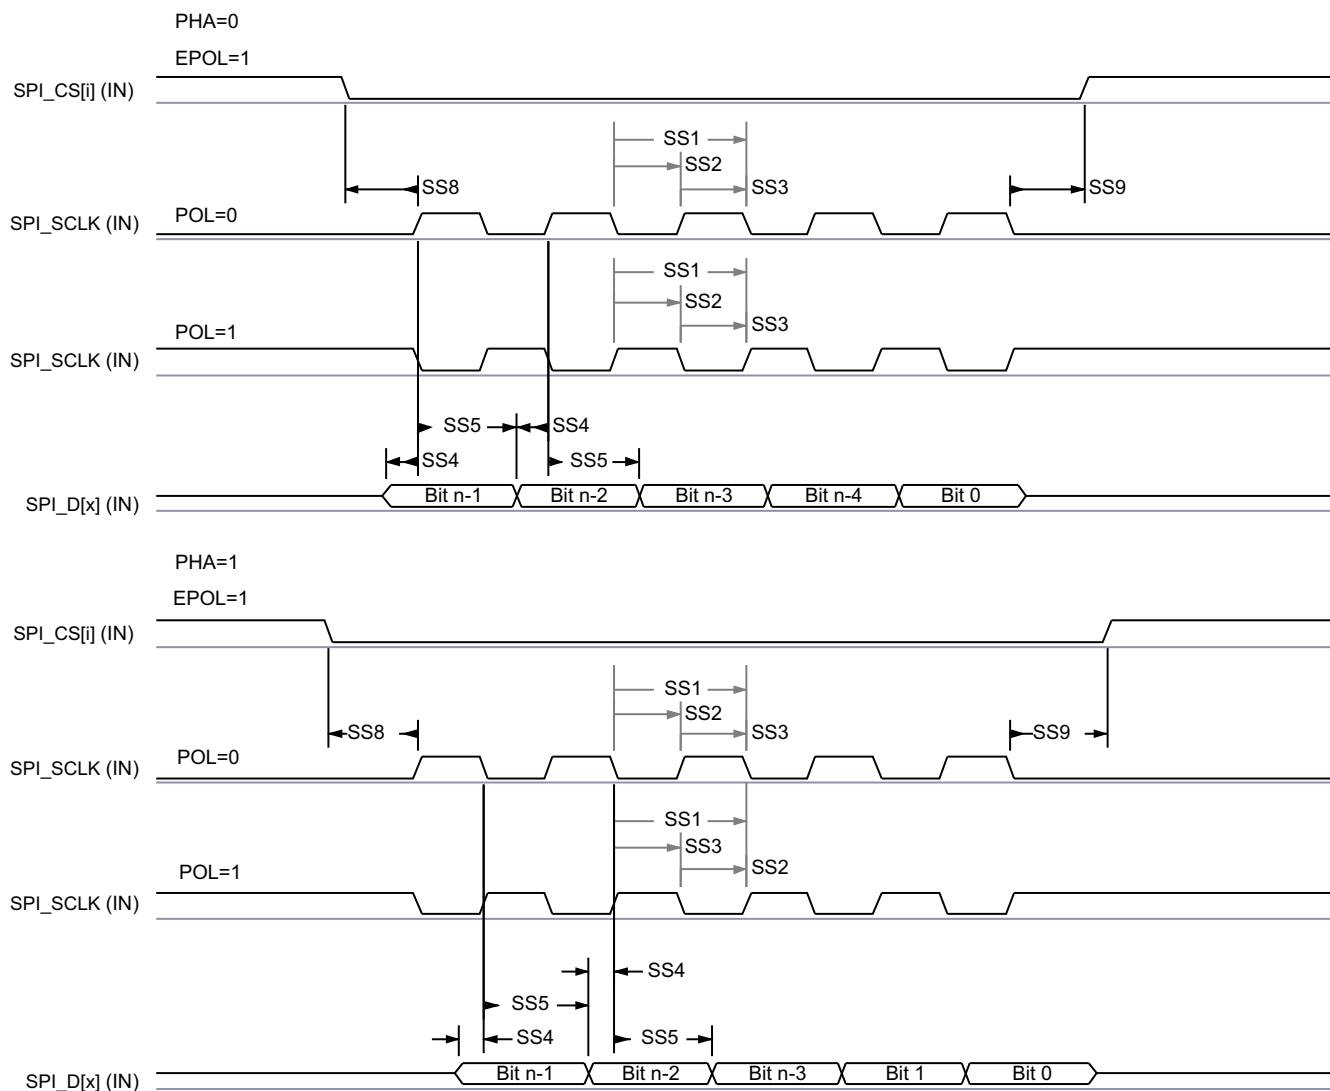 PHA=0
EPOL=1
SPI_CS[i] (IN)
SS1
SS2
SS8 SS3 SS9
POL=0
SPI_SCLK (IN)
SS1
SS2
SS3
POL=1
SPI_SCLK (IN)
SS5 SS4
SS4 SS5
SPI_D[x] (IN) Bit n-1 Bit n-2 Bit n-3 Bit n-4 Bit 0
PHA=1
EPOL=1
SPI_CS[i] (IN)
SS1
SS2
SS8 SS3 SS9
POL=0
SPI_SCLK (IN)
SS1
SS3
SS2
POL=1
SPI_SCLK (IN)
SS4
SS5
SS4 SS5
SPI_D[x] (IN) Bit n-1 Bit n-2 Bit n-3 Bit 1 Bit 0